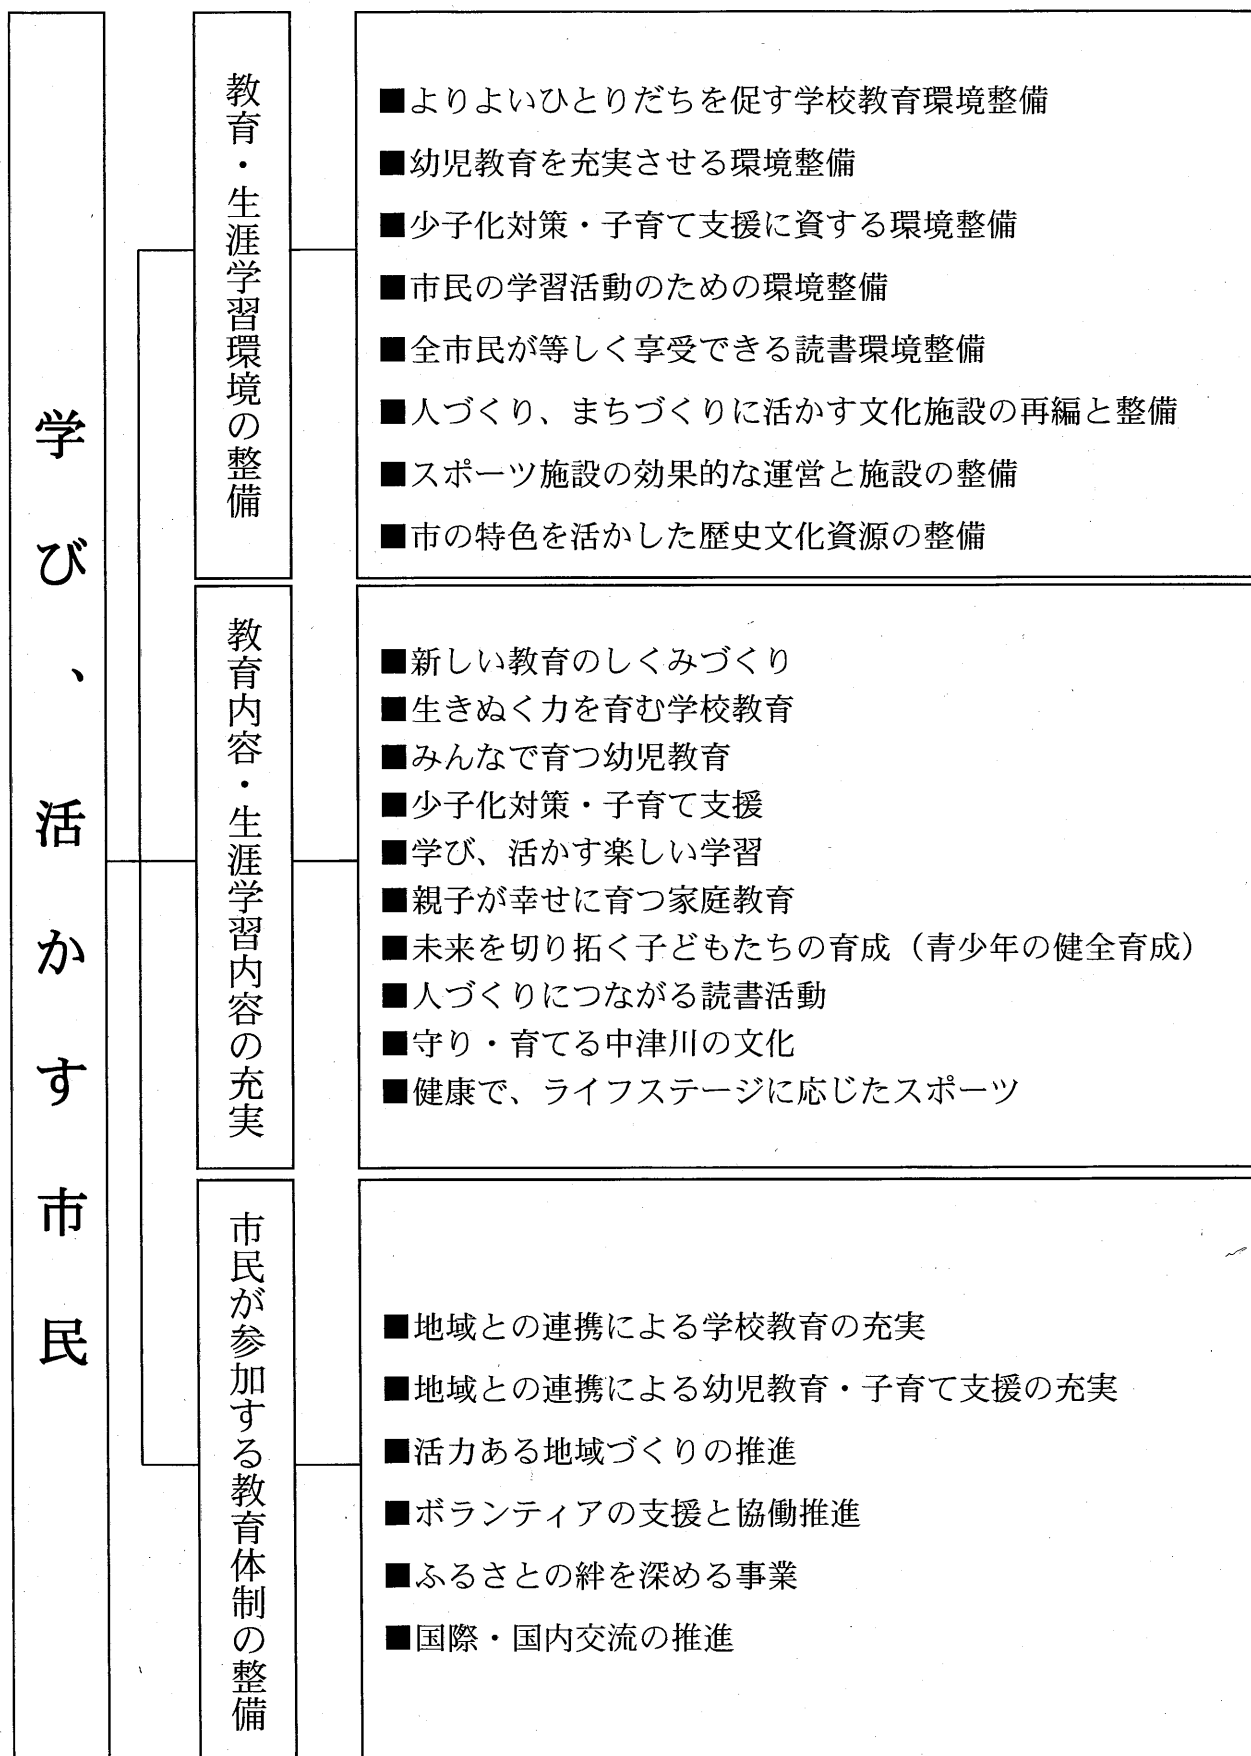 学び、活かす市民
教育・生涯学習環境の整備
■よりよいひとりだちを促す学校教育環境整備
■幼児教育を充実させる環境整備
■少子化対策・子育て支援に資する環境整備
■市民の学習活動のための環境整備
■全市民が等しく享受できる読書環境整備
■人づくり、まちづくりに活かす文化施設の再編と整備
■スポーツ施設の効果的な運営と施設の整備
■市の特色を活かした歴史文化資源の整備
教育内容・生涯学習内容の充実
■新しい教育のしくみづくり
■生きぬく力を育む学校教育
■みんなで育つ幼児教育
■少子化対策・子育て支援
■学び、活かす楽しい学習
■親子が幸せに育つ家庭教育
■未来を切り拓く子どもたちの育成（青少年の健全育成）
■人づくりにつながる読書活動
■守り・育てる中津川の文化
■健康で、ライフステージに応じたスポーツ
市民が参加する教育体制の整備
■地域との連携による学校教育の充実
■地域との連携による幼児教育・子育て支援の充実
■活力ある地域づくりの推進
■ボランティアの支援と協働推進
■ふるさとの絆を深める事業
■国際・国内交流の推進